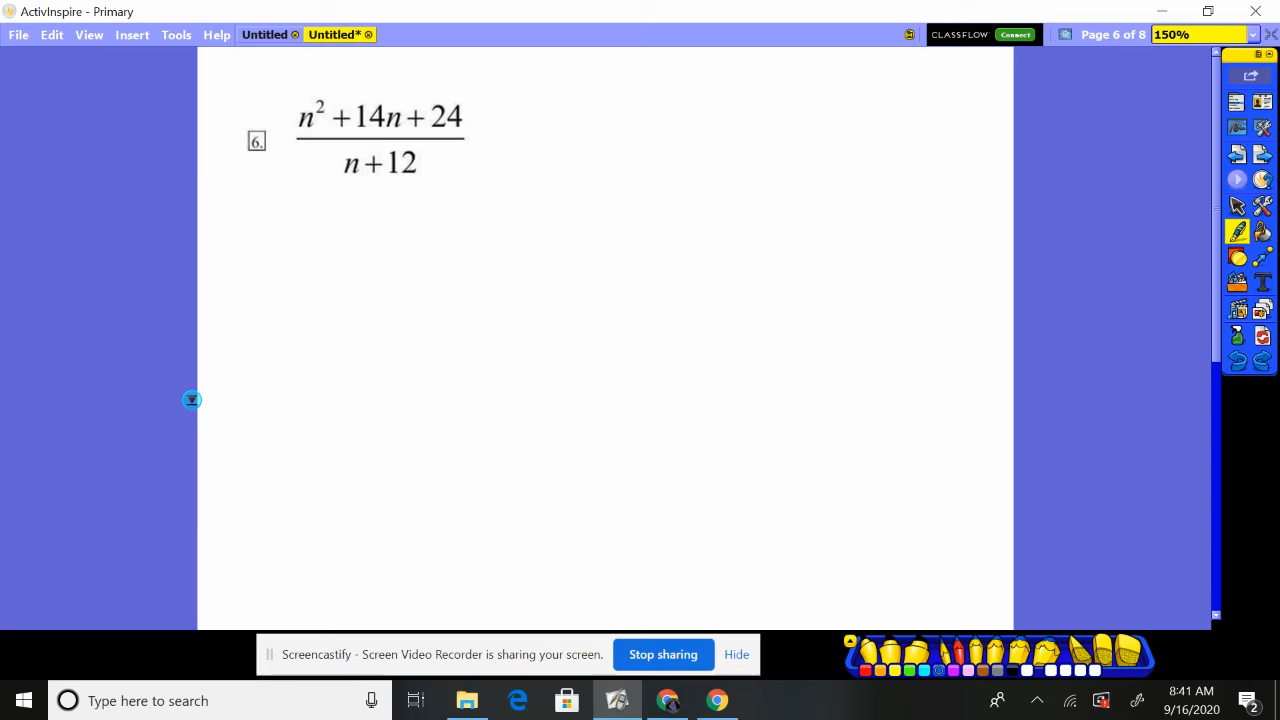 ActivInspire - Primary
File Edit View Insert Tools Help Untitled Untitled* CLASSFLOW Connect Page 6 of 8 150%
6. n² + 14n + 24
n + 12
Screencastify - Screen Video Recorder is sharing your screen. Stop sharing Hide
Type here to search
8:41 AM
9/16/2020
2